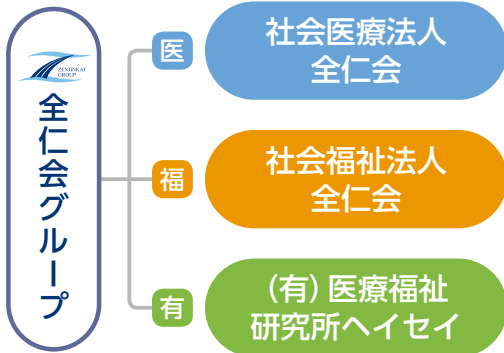 ZENJINKAI
GROUP
全仁会グループ
医
社会医療法人
全仁会
福
社会福祉法人
全仁会
有
(有)医療福祉
研究所ヘイセイ